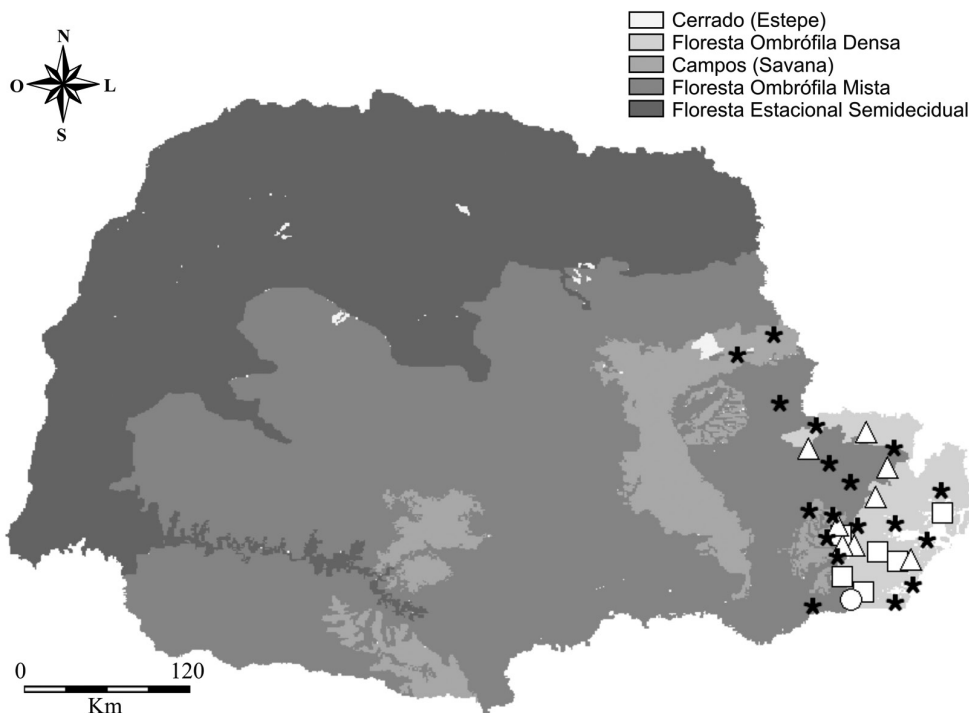 Cerrado (Estepe)
Floresta Ombrófila Densa
Campos (Savana)
Floresta Ombrófila Mista
Floresta Estacional Semidecidual
N
O L
S
0 120
Km